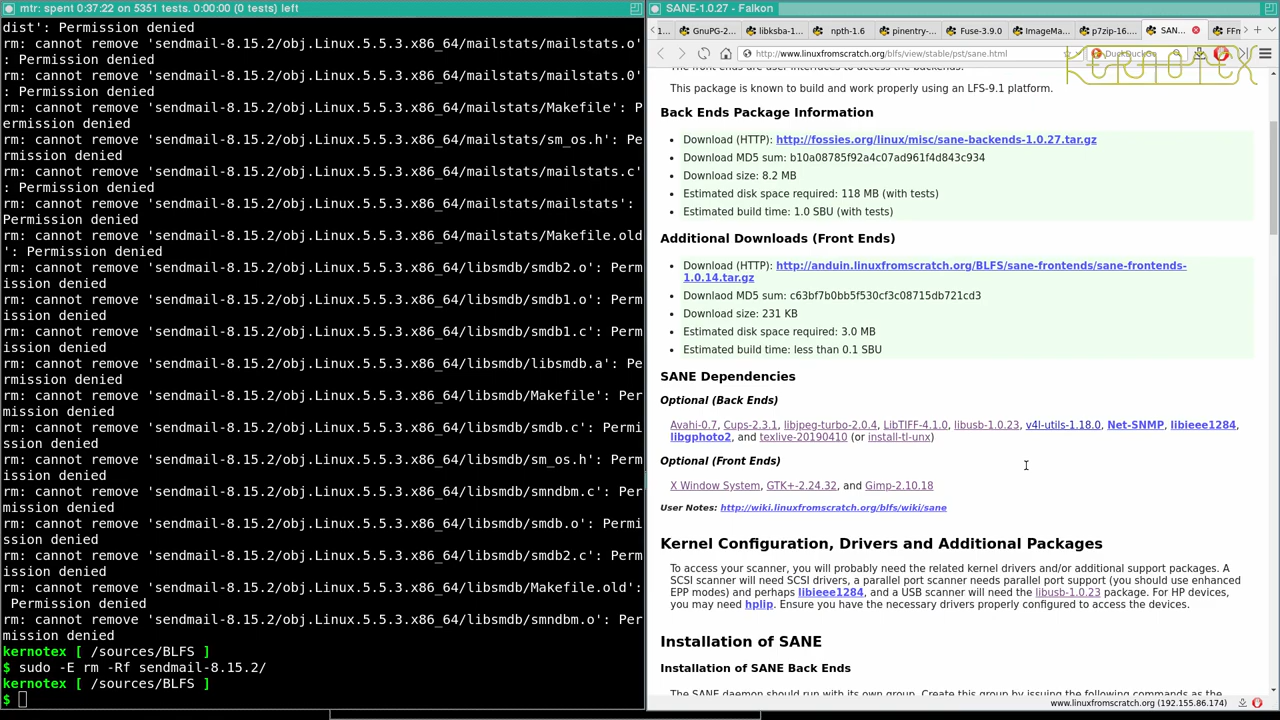 mtr: spent 0:37:22 on 5351 tests. 0:00:00 (0 tests) left
dist': Permission denied
rm: cannot remove 'sendmail-8.15.2/obj.Linux.5.5.3.x86_64/mailstats.o'
: Permission denied
rm: cannot remove 'sendmail-8.15.2/obj.Linux.5.5.3.x86_64/mailstats.0'
: Permission denied
rm: cannot remove 'sendmail-8.15.2/obj.Linux.5.5.3.x86_64/mailstats/Makefile': P
ermission denied
rm: cannot remove 'sendmail-8.15.2/obj.Linux.5.5.3.x86_64/mailstats/sm_os.h': Pe
rmission denied
rm: cannot remove 'sendmail-8.15.2/obj.Linux.5.5.3.x86_64/mailstats/mailstats.c'
: Permission denied
rm: cannot remove 'sendmail-8.15.2/obj.Linux.5.5.3.x86_64/mailstats/mailstats':
Permission denied
rm: cannot remove 'sendmail-8.15.2/obj.Linux.5.5.3.x86_64/mailstats/Makefile.old
': Permission denied
rm: cannot remove 'sendmail-8.15.2/obj.Linux.5.5.3.x86_64/libsmdb/smdb2.o': Perm
ission denied
rm: cannot remove 'sendmail-8.15.2/obj.Linux.5.5.3.x86_64/libsmdb/smdb1.o': Perm
ission denied
rm: cannot remove 'sendmail-8.15.2/obj.Linux.5.5.3.x86_64/libsmdb/smdb1.c': Perm
ission denied
rm: cannot remove 'sendmail-8.15.2/obj.Linux.5.5.3.x86_64/libsmdb/libsmdb.a': Pe
rmission denied
rm: cannot remove 'sendmail-8.15.2/obj.Linux.5.5.3.x86_64/libsmdb/Makefile': Per
mission denied
rm: cannot remove 'sendmail-8.15.2/obj.Linux.5.5.3.x86_64/libsmdb/smdb.c': Permi
ssion denied
rm: cannot remove 'sendmail-8.15.2/obj.Linux.5.5.3.x86_64/libsmdb/sm_os.h': Perm
ission denied
rm: cannot remove 'sendmail-8.15.2/obj.Linux.5.5.3.x86_64/libsmdb/smndbm.c': Per
mission denied
rm: cannot remove 'sendmail-8.15.2/obj.Linux.5.5.3.x86_64/libsmdb/smdb.o': Permi
ssion denied
rm: cannot remove 'sendmail-8.15.2/obj.Linux.5.5.3.x86_64/libsmdb/smdb2.c': Perm
ission denied
rm: cannot remove 'sendmail-8.15.2/obj.Linux.5.5.3.x86_64/libsmdb/Makefile.old':
 Permission denied
rm: cannot remove 'sendmail-8.15.2/obj.Linux.5.5.3.x86_64/libsmdb/smndbm.o': Per
mission denied
kernotex [ /sources/BLFS ]
$ sudo -E rm -Rf sendmail-8.15.2/
kernotex [ /sources/BLFS ]
$
SANE-1.0.27 - Falkon
1... GnuPG-2... libksba-1... npth-1.6 pinentry-... Fuse-3.9.0 ImageMa... p7zip-16.... SAN... FFm
http://www.linuxfromscratch.org/blfs/view/stable/pst/sane.html DuckDuckGo
KERNOTEX
The front ends are user interfaces to access the backends.
This package is known to build and work properly using an LFS-9.1 platform.
Back Ends Package Information
• Download (HTTP): http://fossies.org/linux/misc/sane-backends-1.0.27.tar.gz
• Download MD5 sum: b10a08785f92a4c07ad961f4d843c934
• Download size: 8.2 MB
• Estimated disk space required: 118 MB (with tests)
• Estimated build time: 1.0 SBU (with tests)
Additional Downloads (Front Ends)
• Download (HTTP): http://anduin.linuxfromscratch.org/BLFS/sane-frontends/sane-frontends-
1.0.14.tar.gz
• Downlaod MD5 sum: c63bf7b0bb5f530cf3c08715db721cd3
• Download size: 231 KB
• Estimated disk space required: 3.0 MB
• Estimated build time: less than 0.1 SBU
SANE Dependencies
Optional (Back Ends)
Avahi-0.7, Cups-2.3.1, libjpeg-turbo-2.0.4, LibTIFF-4.1.0, libusb-1.0.23, v4l-utils-1.18.0, Net-SNMP, libieee1284,
libgphoto2, and texlive-20190410 (or install-tl-unx)
Optional (Front Ends)
X Window System, GTK+-2.24.32, and Gimp-2.10.18
User Notes: http://wiki.linuxfromscratch.org/blfs/wiki/sane
Kernel Configuration, Drivers and Additional Packages
To access your scanner, you will probably need the related kernel drivers and/or additional support packages. A
SCSI scanner will need SCSI drivers, a parallel port scanner needs parallel port support (you should use enhanced
EPP modes) and perhaps libieee1284, and a USB scanner will need the libusb-1.0.23 package. For HP devices,
you may need hplip. Ensure you have the necessary drivers properly configured to access the devices.
Installation of SANE
Installation of SANE Back Ends
The SANE daemon should run with its own group. Create this group by issuing the following commands as the
www.linuxfromscratch.org (192.155.86.174)